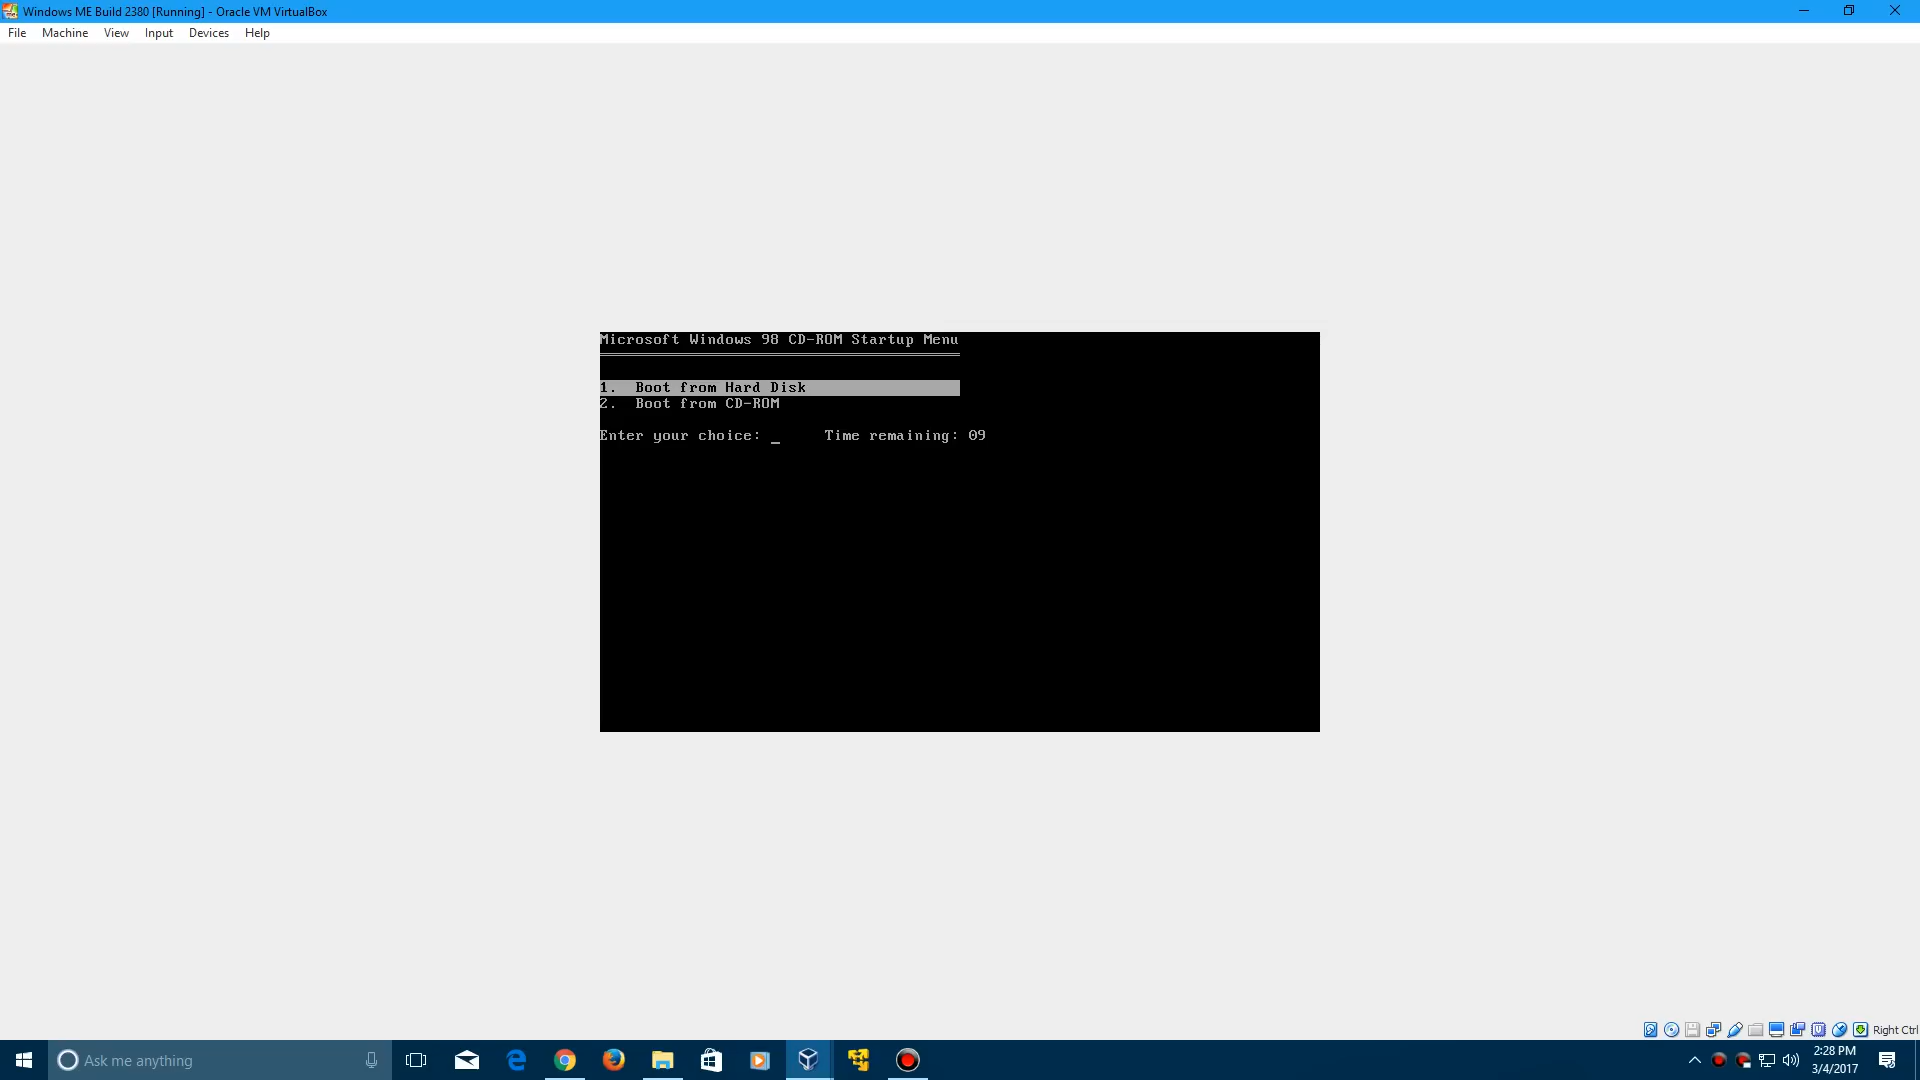 Windows ME Build 2380 [Running] - Oracle VM VirtualBox
File Machine View Input Devices Help
Microsoft Windows 98 CD-ROM Startup Menu
1. Boot from Hard Disk
2. Boot from CD-ROM
Enter your choice: _ Time remaining: 09
Right Ctrl
Ask me anything
2:28 PM
3/4/2017